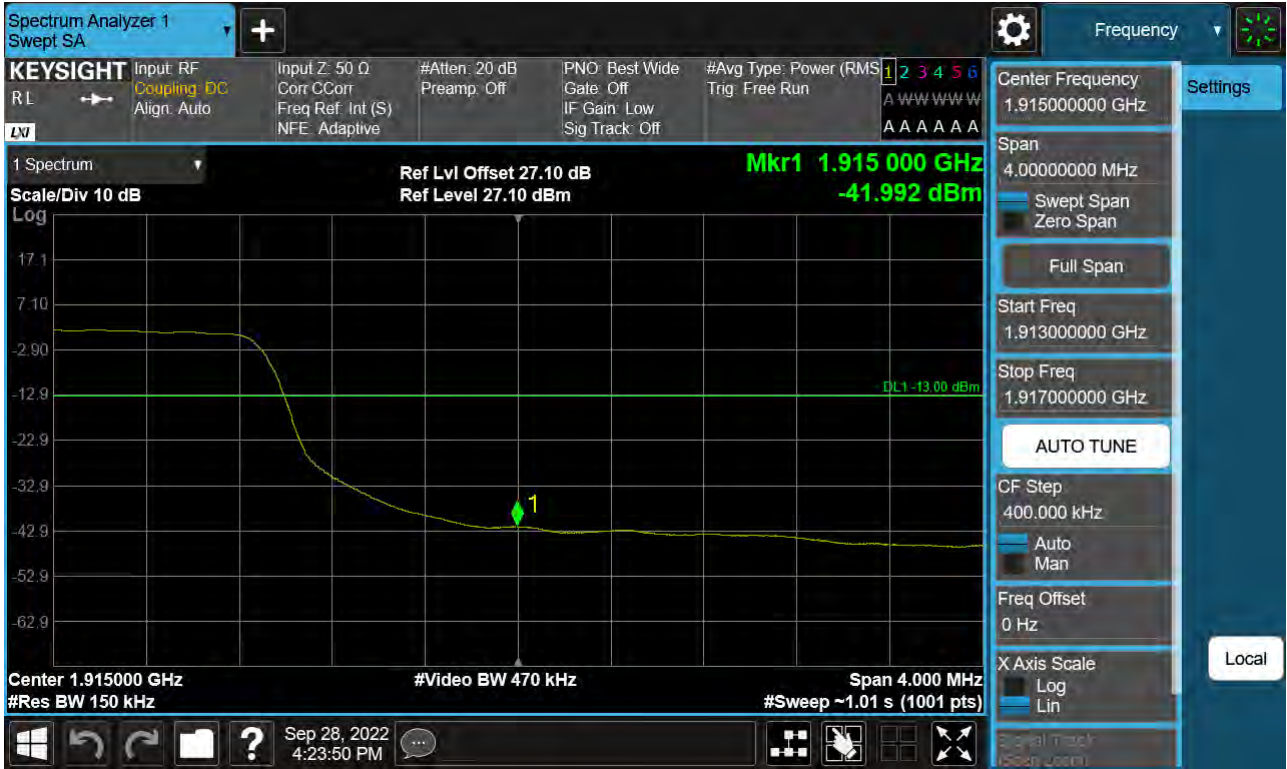 Spectrum Analyzer 1
Swept SA
Frequency
KEYSIGHT
R L
LXI
Input: RF
Coupling: DC
Align: Auto
Input Z: 50 Ω
Corr CCorr
Freq Ref: Int (S)
NFE: Adaptive
#Atten: 20 dB
Preamp: Off
PNO: Best Wide
Gate: Off
IF Gain: Low
Sig Track: Off
#Avg Type: Power (RMS
Trig: Free Run
1 2 3 4 5 6
A W W W W W
A A A A A A
1 Spectrum
Scale/Div 10 dB
Log
Ref Lvl Offset 27.10 dB
Ref Level 27.10 dBm
Mkr1 1.915 000 GHz
-41.992 dBm
17.1
7.10
-2.90
-12.9
-22.9
-32.9
-42.9
-52.9
-62.9
DL1 -13.00 dBm
1
Center 1.915000 GHz
#Res BW 150 kHz
#Video BW 470 kHz
Span 4.000 MHz
#Sweep ~1.01 s (1001 pts)
Center Frequency
1.915000000 GHz
Span
4.00000000 MHz
Swept Span
Zero Span
Full Span
Start Freq
1.913000000 GHz
Stop Freq
1.917000000 GHz
AUTO TUNE
CF Step
400.000 kHz
Auto
Man
Freq Offset
0 Hz
X Axis Scale
Log
Lin
Signal Track
(Span Zoom)
Settings
Local
?
Sep 28, 2022
4:23:50 PM